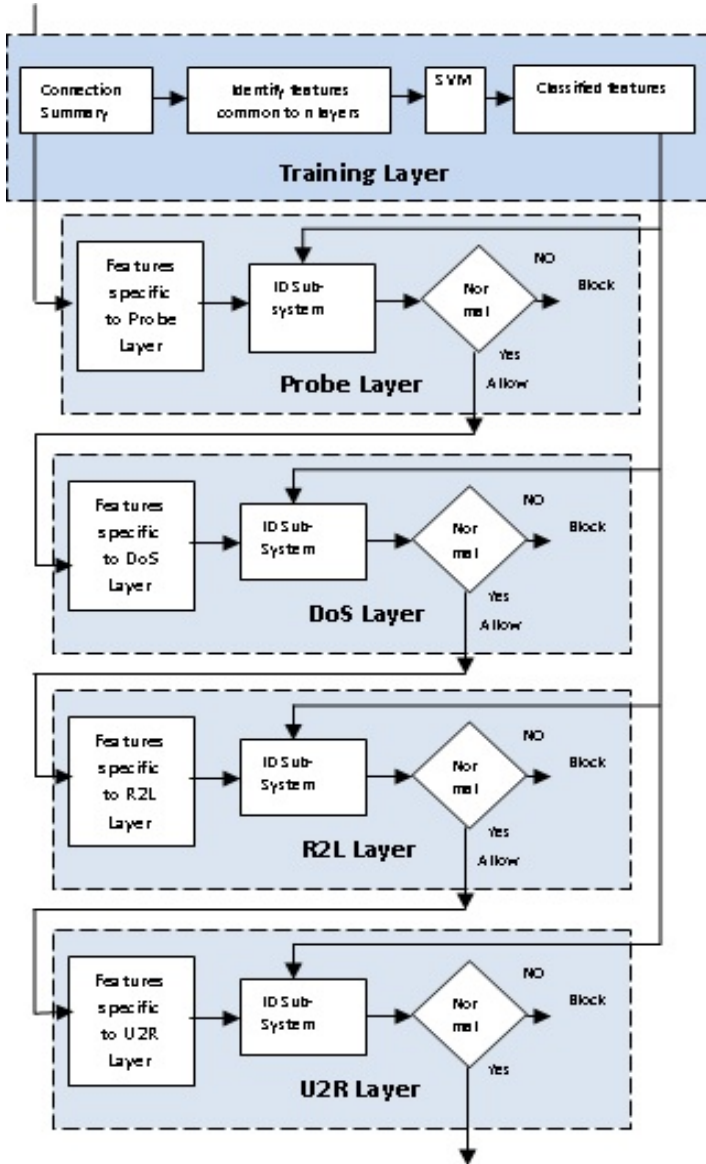 Connection
Summary
Identify features
common to n layers
SVM
Classified features
Training Layer
Features
specific
to Probe
Layer
ID Sub-
system
Nor
mal
NO
Block
Yes
Allow
Probe Layer
Features
specific
to DoS
Layer
ID Sub-
System
Nor
mal
NO
Block
Yes
Allow
DoS Layer
Features
specific
to R2L
Layer
ID Sub-
System
Nor
mal
NO
Block
Yes
Allow
R2L Layer
Features
specific
to U2R
Layer
ID Sub-
System
Nor
mal
NO
Block
Yes
U2R Layer